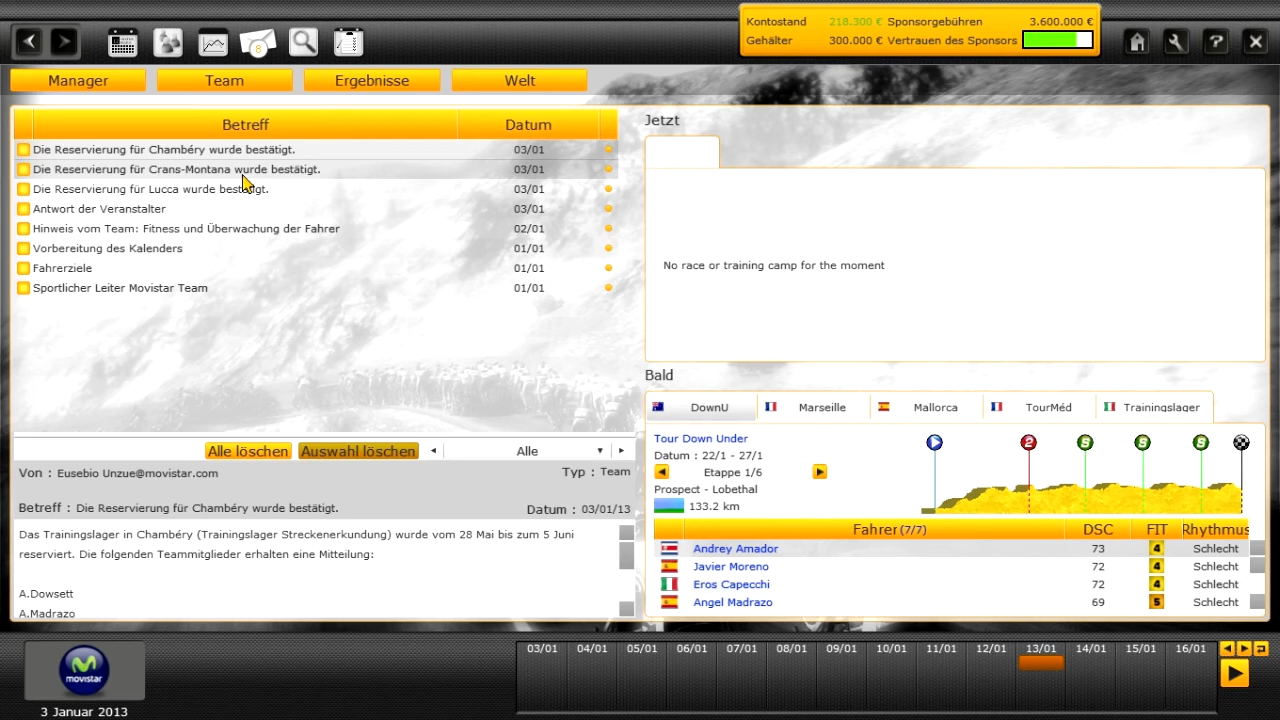 Kontostand 218.300 € Sponsorgebühren 3.600.000 €
Gehälter 300.000 € Vertrauen des Sponsors
8
Manager Team Ergebnisse Welt
Betreff Datum
Die Reservierung für Chambéry wurde bestätigt. 03/01
Die Reservierung für Crans-Montana wurde bestätigt. 03/01
Die Reservierung für Lucca wurde bestätigt. 03/01
Antwort der Veranstalter 03/01
Hinweis vom Team: Fitness und Überwachung der Fahrer 02/01
Vorbereitung des Kalenders 01/01
Fahrerziele 01/01
Sportlicher Leiter Movistar Team 01/01
Alle löschen Auswahl löschen Alle
Von : Eusebio Unzue@movistar.com Typ : Team
Betreff : Die Reservierung für Chambéry wurde bestätigt. Datum : 03/01/13
Das Trainingslager in Chambéry (Trainingslager Streckenerkundung) wurde vom 28 Mai bis zum 5 Juni
reserviert. Die folgenden Teammitglieder erhalten eine Mitteilung:
A.Dowsett
A.Madrazo
Jetzt
No race or training camp for the moment
Bald
DownU Marseille Mallorca TourMéd Trainingslager
Tour Down Under
Datum : 22/1 - 27/1
Etappe 1/6
Prospect - Lobethal
133.2 km
2 S S S
Fahrer (7/7) DSC FIT Rhythmus
Andrey Amador 73 4 Schlecht
Javier Moreno 72 4 Schlecht
Eros Capecchi 72 4 Schlecht
Angel Madrazo 69 5 Schlecht
movistar
3 Januar 2013
03/01 04/01 05/01 06/01 07/01 08/01 09/01 10/01 11/01 12/01 13/01 14/01 15/01 16/01